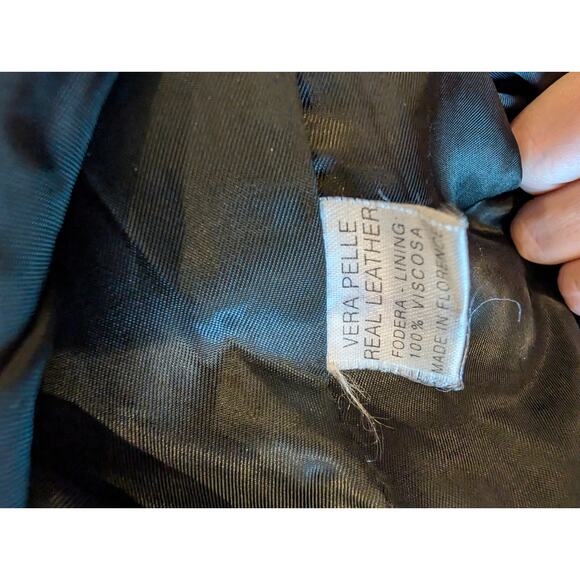 VERA PELLE
REAL LEATHER
FODERA - LINING
100% VISCOSA
MADE IN FLORENCE